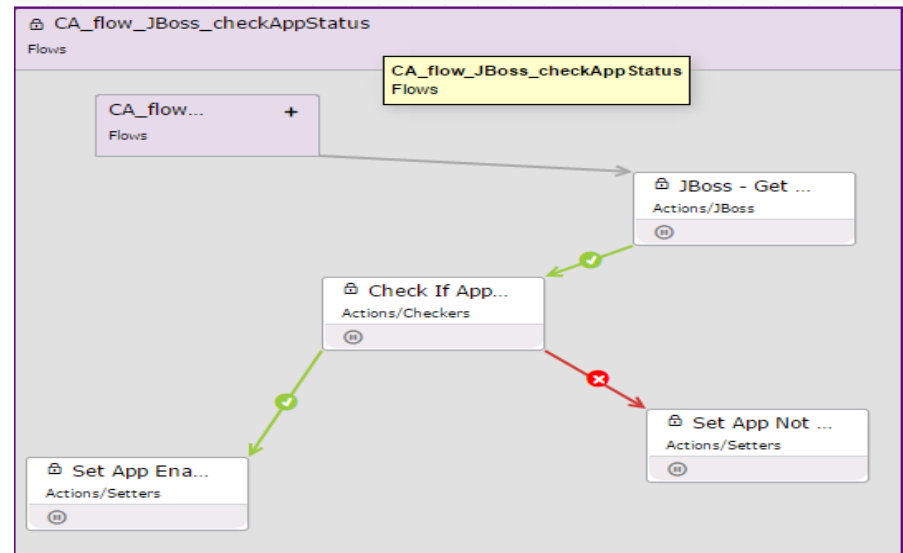 CA_flow_JBoss_checkAppStatus
Flows
CA_flow_JBoss_checkAppStatus
Flows
CA_flow... +
Flows
JBoss - Get ...
Actions/JBoss
Check If App...
Actions/Checkers
Set App Not ...
Actions/Setters
Set App Ena...
Actions/Setters